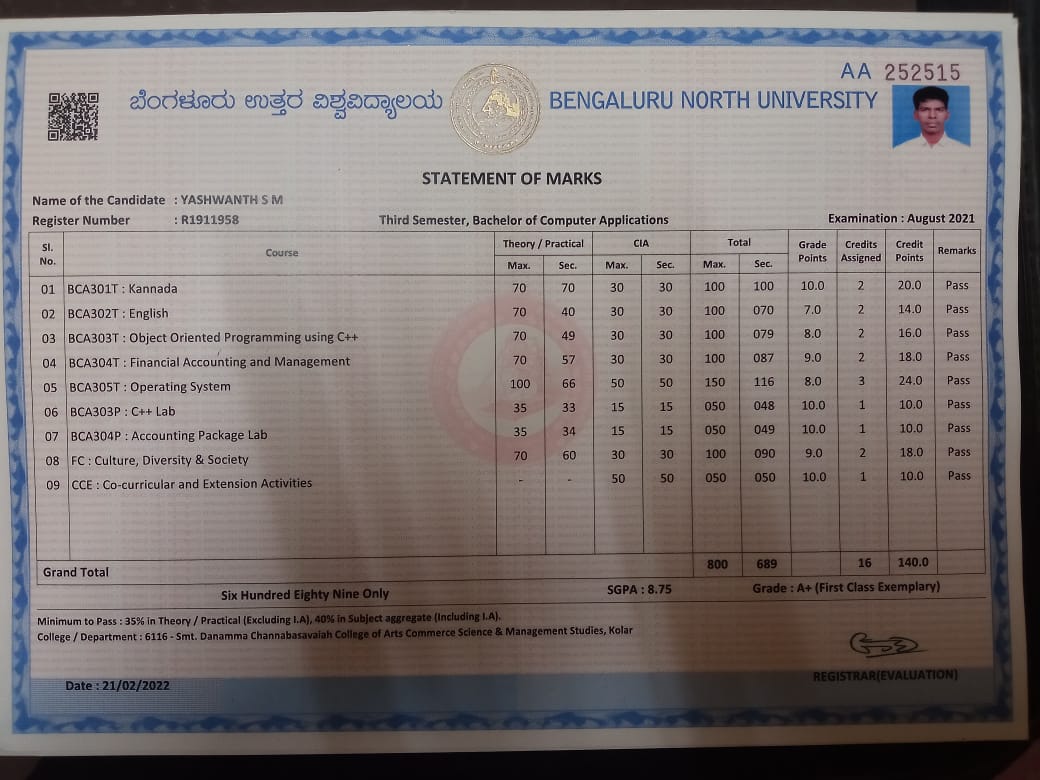 AA 252515
ಬೆಂಗಳೂರು ಉತ್ತರ ವಿಶ್ವವಿದ್ಯಾಲಯ BENGALURU NORTH UNIVERSITY
STATEMENT OF MARKS
Name of the Candidate : YASHWANTH S M
Register Number : R1911958 Third Semester, Bachelor of Computer Applications Examination : August 2021
Sl. No. Course Theory / Practical CIA Total Grade Points Credits Assigned Credit Points Remarks
Max. Sec. Max. Sec. Max. Sec.
01 BCA301T : Kannada 70 70 30 30 100 100 10.0 2 20.0 Pass
02 BCA302T : English 70 40 30 30 100 070 7.0 2 14.0 Pass
03 BCA303T : Object Oriented Programming using C++ 70 49 30 30 100 079 8.0 2 16.0 Pass
04 BCA304T : Financial Accounting and Management 70 57 30 30 100 087 9.0 2 18.0 Pass
05 BCA305T : Operating System 100 66 50 50 150 116 8.0 3 24.0 Pass
06 BCA303P : C++ Lab 35 33 15 15 050 048 10.0 1 10.0 Pass
07 BCA304P : Accounting Package Lab 35 34 15 15 050 049 10.0 1 10.0 Pass
08 FC : Culture, Diversity & Society 70 60 30 30 100 090 9.0 2 18.0 Pass
09 CCE : Co-curricular and Extension Activities - - 50 50 050 050 10.0 1 10.0 Pass
Grand Total 800 689 16 140.0
Six Hundred Eighty Nine Only SGPA : 8.75 Grade : A+ (First Class Exemplary)
Minimum to Pass : 35% in Theory / Practical (Excluding I.A), 40% in Subject aggregate (Including I.A).
College / Department : 6116 - Smt. Danamma Channabasavaiah College of Arts Commerce Science & Management Studies, Kolar
Date : 21/02/2022 REGISTRAR(EVALUATION)